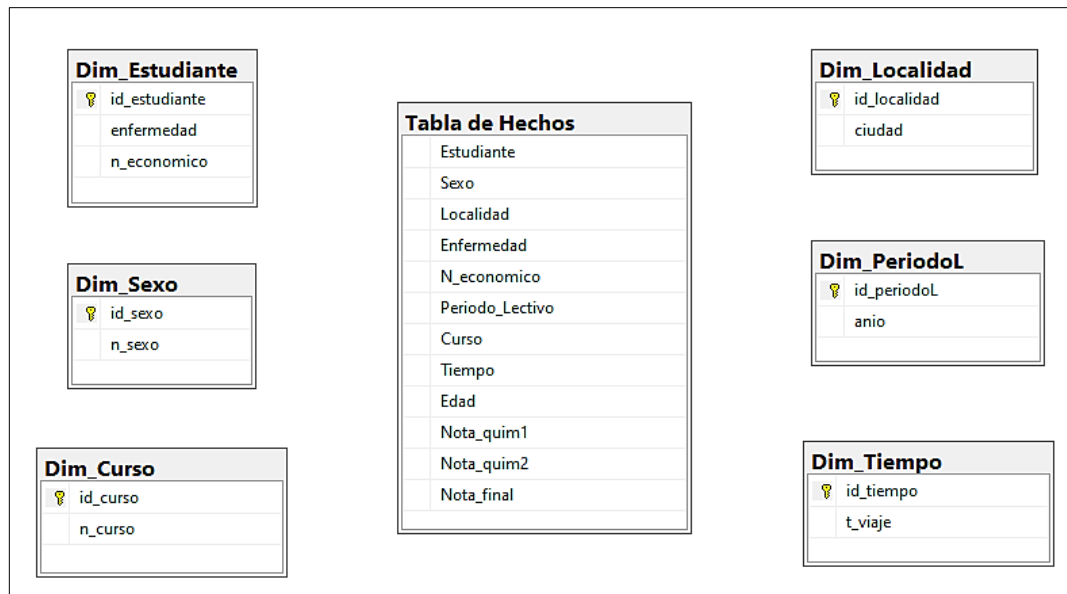 Dim_Estudiante
id_estudiante
enfermedad
n_economico
Dim_Sexo
id_sexo
n_sexo
Dim_Curso
id_curso
n_curso
Tabla de Hechos
Estudiante
Sexo
Localidad
Enfermedad
N_economico
Periodo_Lectivo
Curso
Tiempo
Edad
Nota_quim1
Nota_quim2
Nota_final
Dim_Localidad
id_localidad
ciudad
Dim_PeriodoL
id_periodoL
anio
Dim_Tiempo
id_tiempo
t_viaje